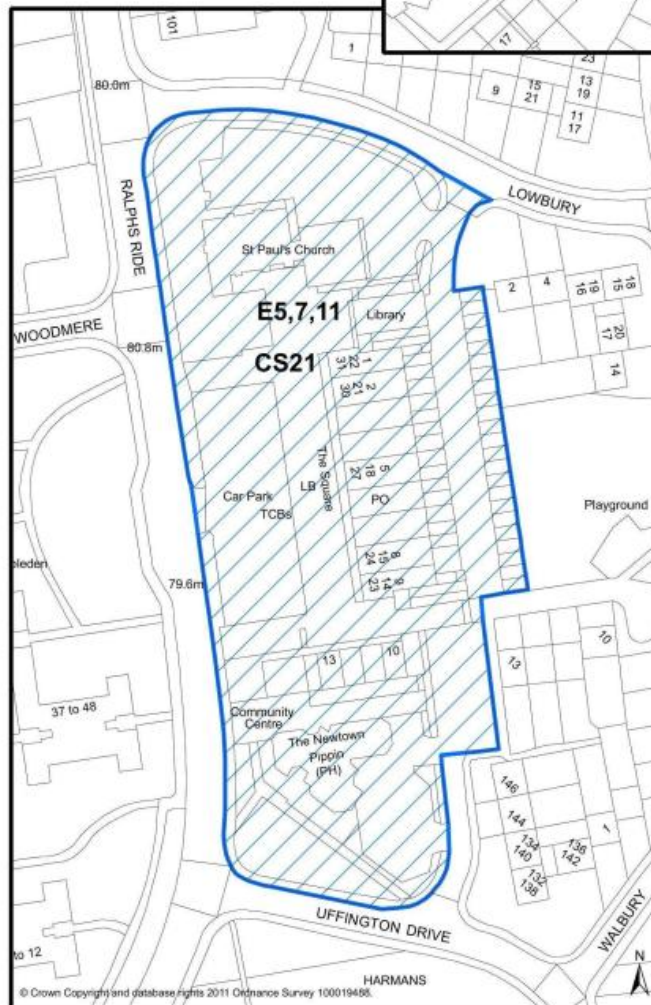 101
17
1
23
9
15
21
13
19
11
17
80.0m
RALPHS RIDE
LOWBURY
St Paul's Church
E5,7,11
Library
CS21
2
4
16
19
15
18
20
17
14
WOODMERE
80.8m
31
22
1
30
21
2
The Square
27
18
5
LB
PO
Car Park
TCBs
Playground
24
15
8
23
14
9
79.6m
13
10
13
10
37 to 48
Community
Centre
The Newtown
Pippin
(PH)
146
144
134
140
132
138
136
142
1
UFFINGTON DRIVE
WALBURY
to 12
HARMANS
N
© Crown Copyright and database rights 2011 Ordnance Survey 100019488.